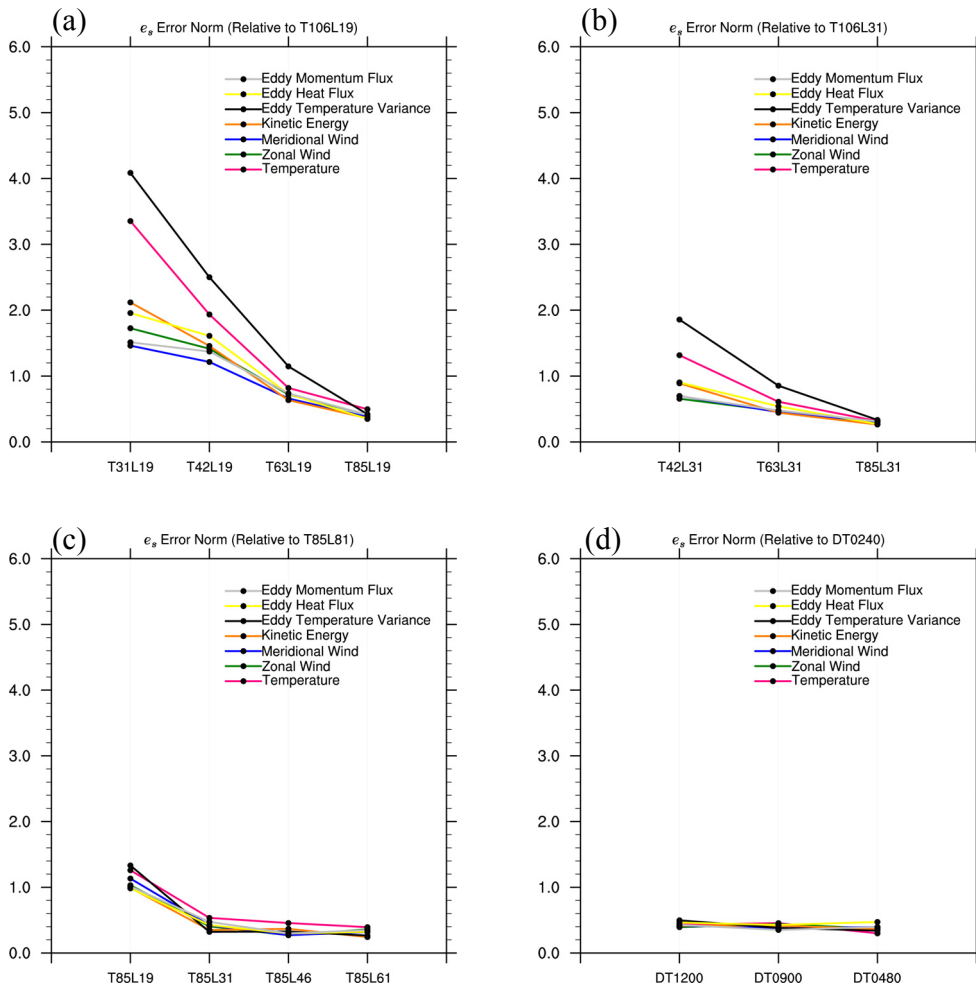 (a)
e_s Error Norm (Relative to T106L19)
6.0
5.0
4.0
3.0
2.0
1.0
0.0
Eddy Momentum Flux
Eddy Heat Flux
Eddy Temperature Variance
Kinetic Energy
Meridional Wind
Zonal Wind
Temperature
T31L19 T42L19 T63L19 T85L19
(b)
e_s Error Norm (Relative to T106L31)
6.0
5.0
4.0
3.0
2.0
1.0
0.0
Eddy Momentum Flux
Eddy Heat Flux
Eddy Temperature Variance
Kinetic Energy
Meridional Wind
Zonal Wind
Temperature
T42L31 T63L31 T85L31
(c)
e_s Error Norm (Relative to T85L81)
6.0
5.0
4.0
3.0
2.0
1.0
0.0
Eddy Momentum Flux
Eddy Heat Flux
Eddy Temperature Variance
Kinetic Energy
Meridional Wind
Zonal Wind
Temperature
T85L19 T85L31 T85L46 T85L61
(d)
e_s Error Norm (Relative to DT0240)
6.0
5.0
4.0
3.0
2.0
1.0
0.0
Eddy Momentum Flux
Eddy Heat Flux
Eddy Temperature Variance
Kinetic Energy
Meridional Wind
Zonal Wind
Temperature
DT1200 DT0900 DT0480